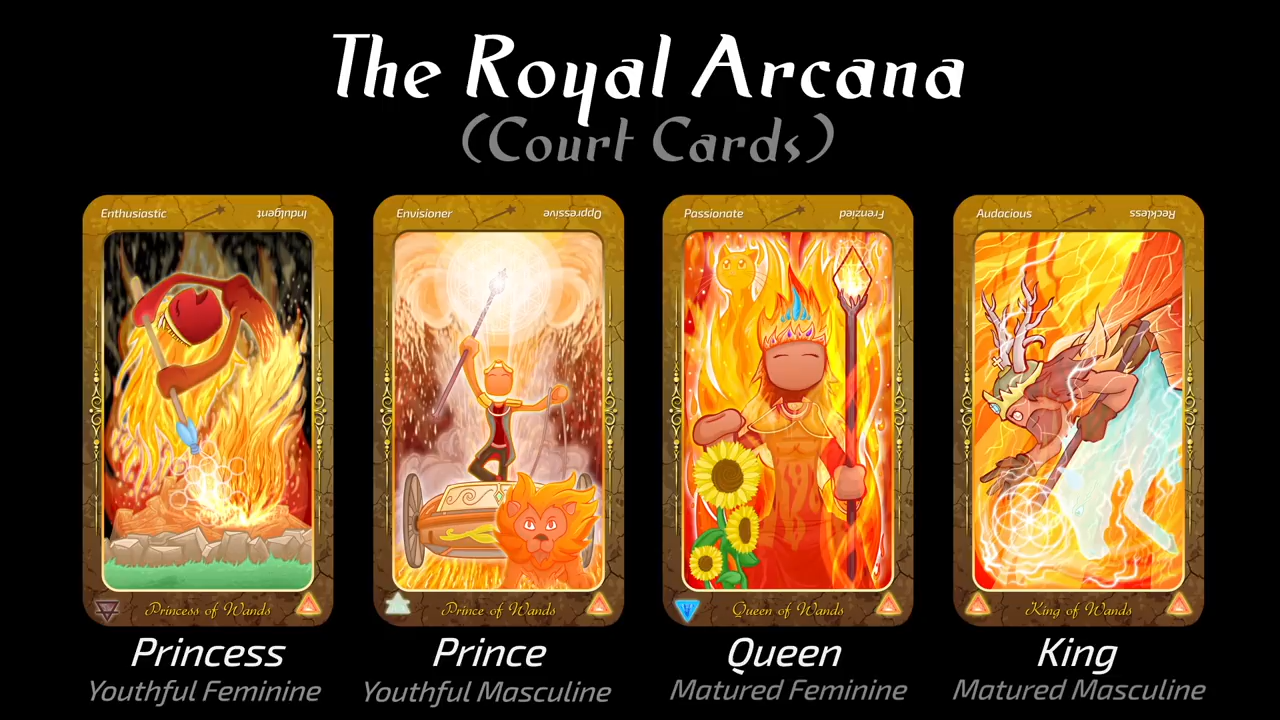 The Royal Arcana
(Court Cards)
Enthusiastic Indulgent
Envisioner Oppressive
Passionate Frenzied
Audacious Reckless
Princess of Wands
Prince of Wands
Queen of Wands
King of Wands
Princess
Prince
Queen
King
Youthful Feminine
Youthful Masculine
Matured Feminine
Matured Masculine